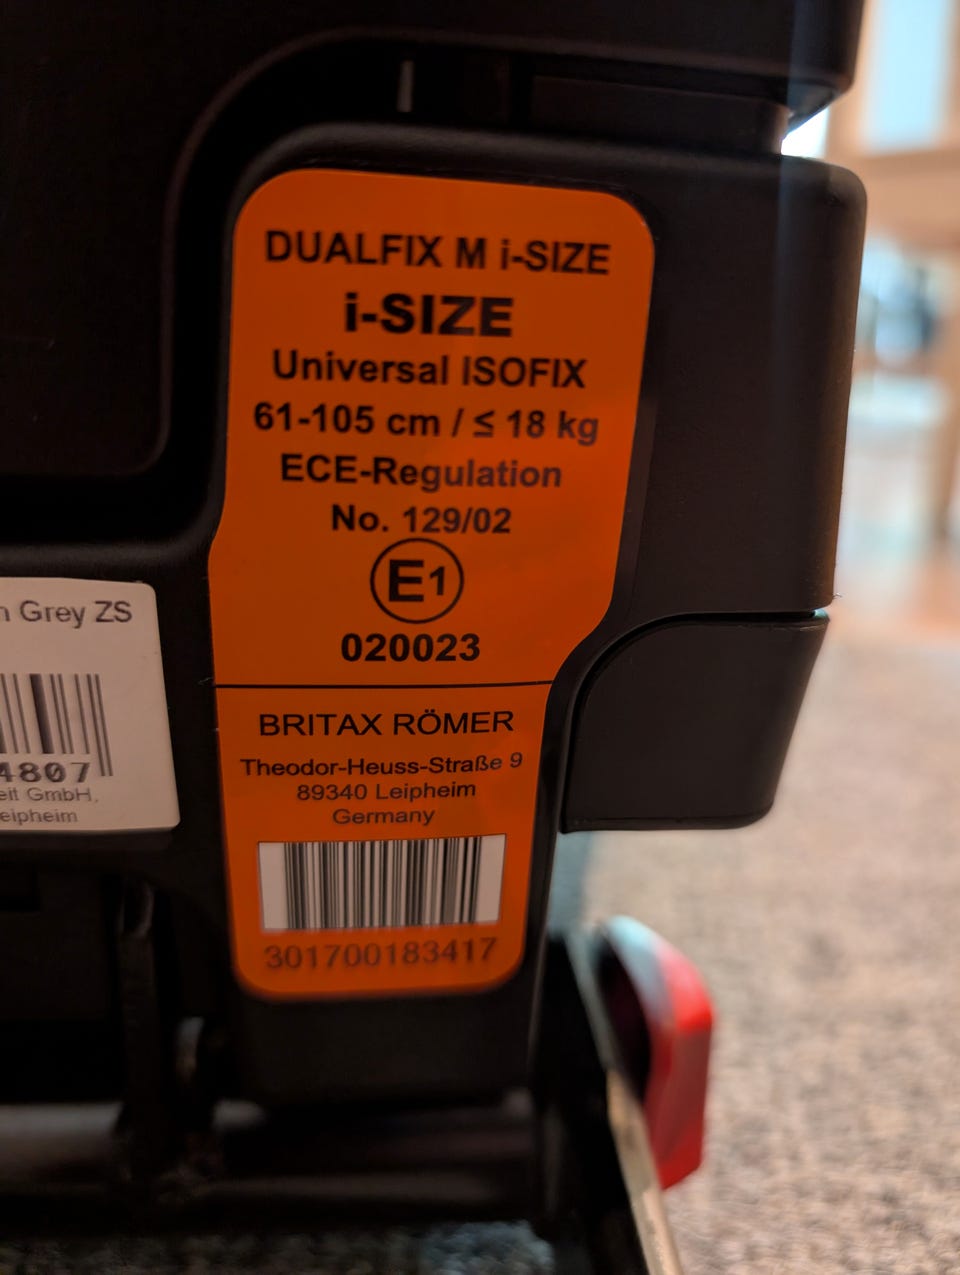 DUALFIX M i-SIZE
i-SIZE
Universal ISOFIX
61-105 cm / ≤ 18 kg
ECE-Regulation
No. 129/02
E1
020023
BRITAX RÖMER
Theodor-Heuss-Straße 9
89340 Leipheim
Germany
301700183417
Grey ZS
4807
GmbH.